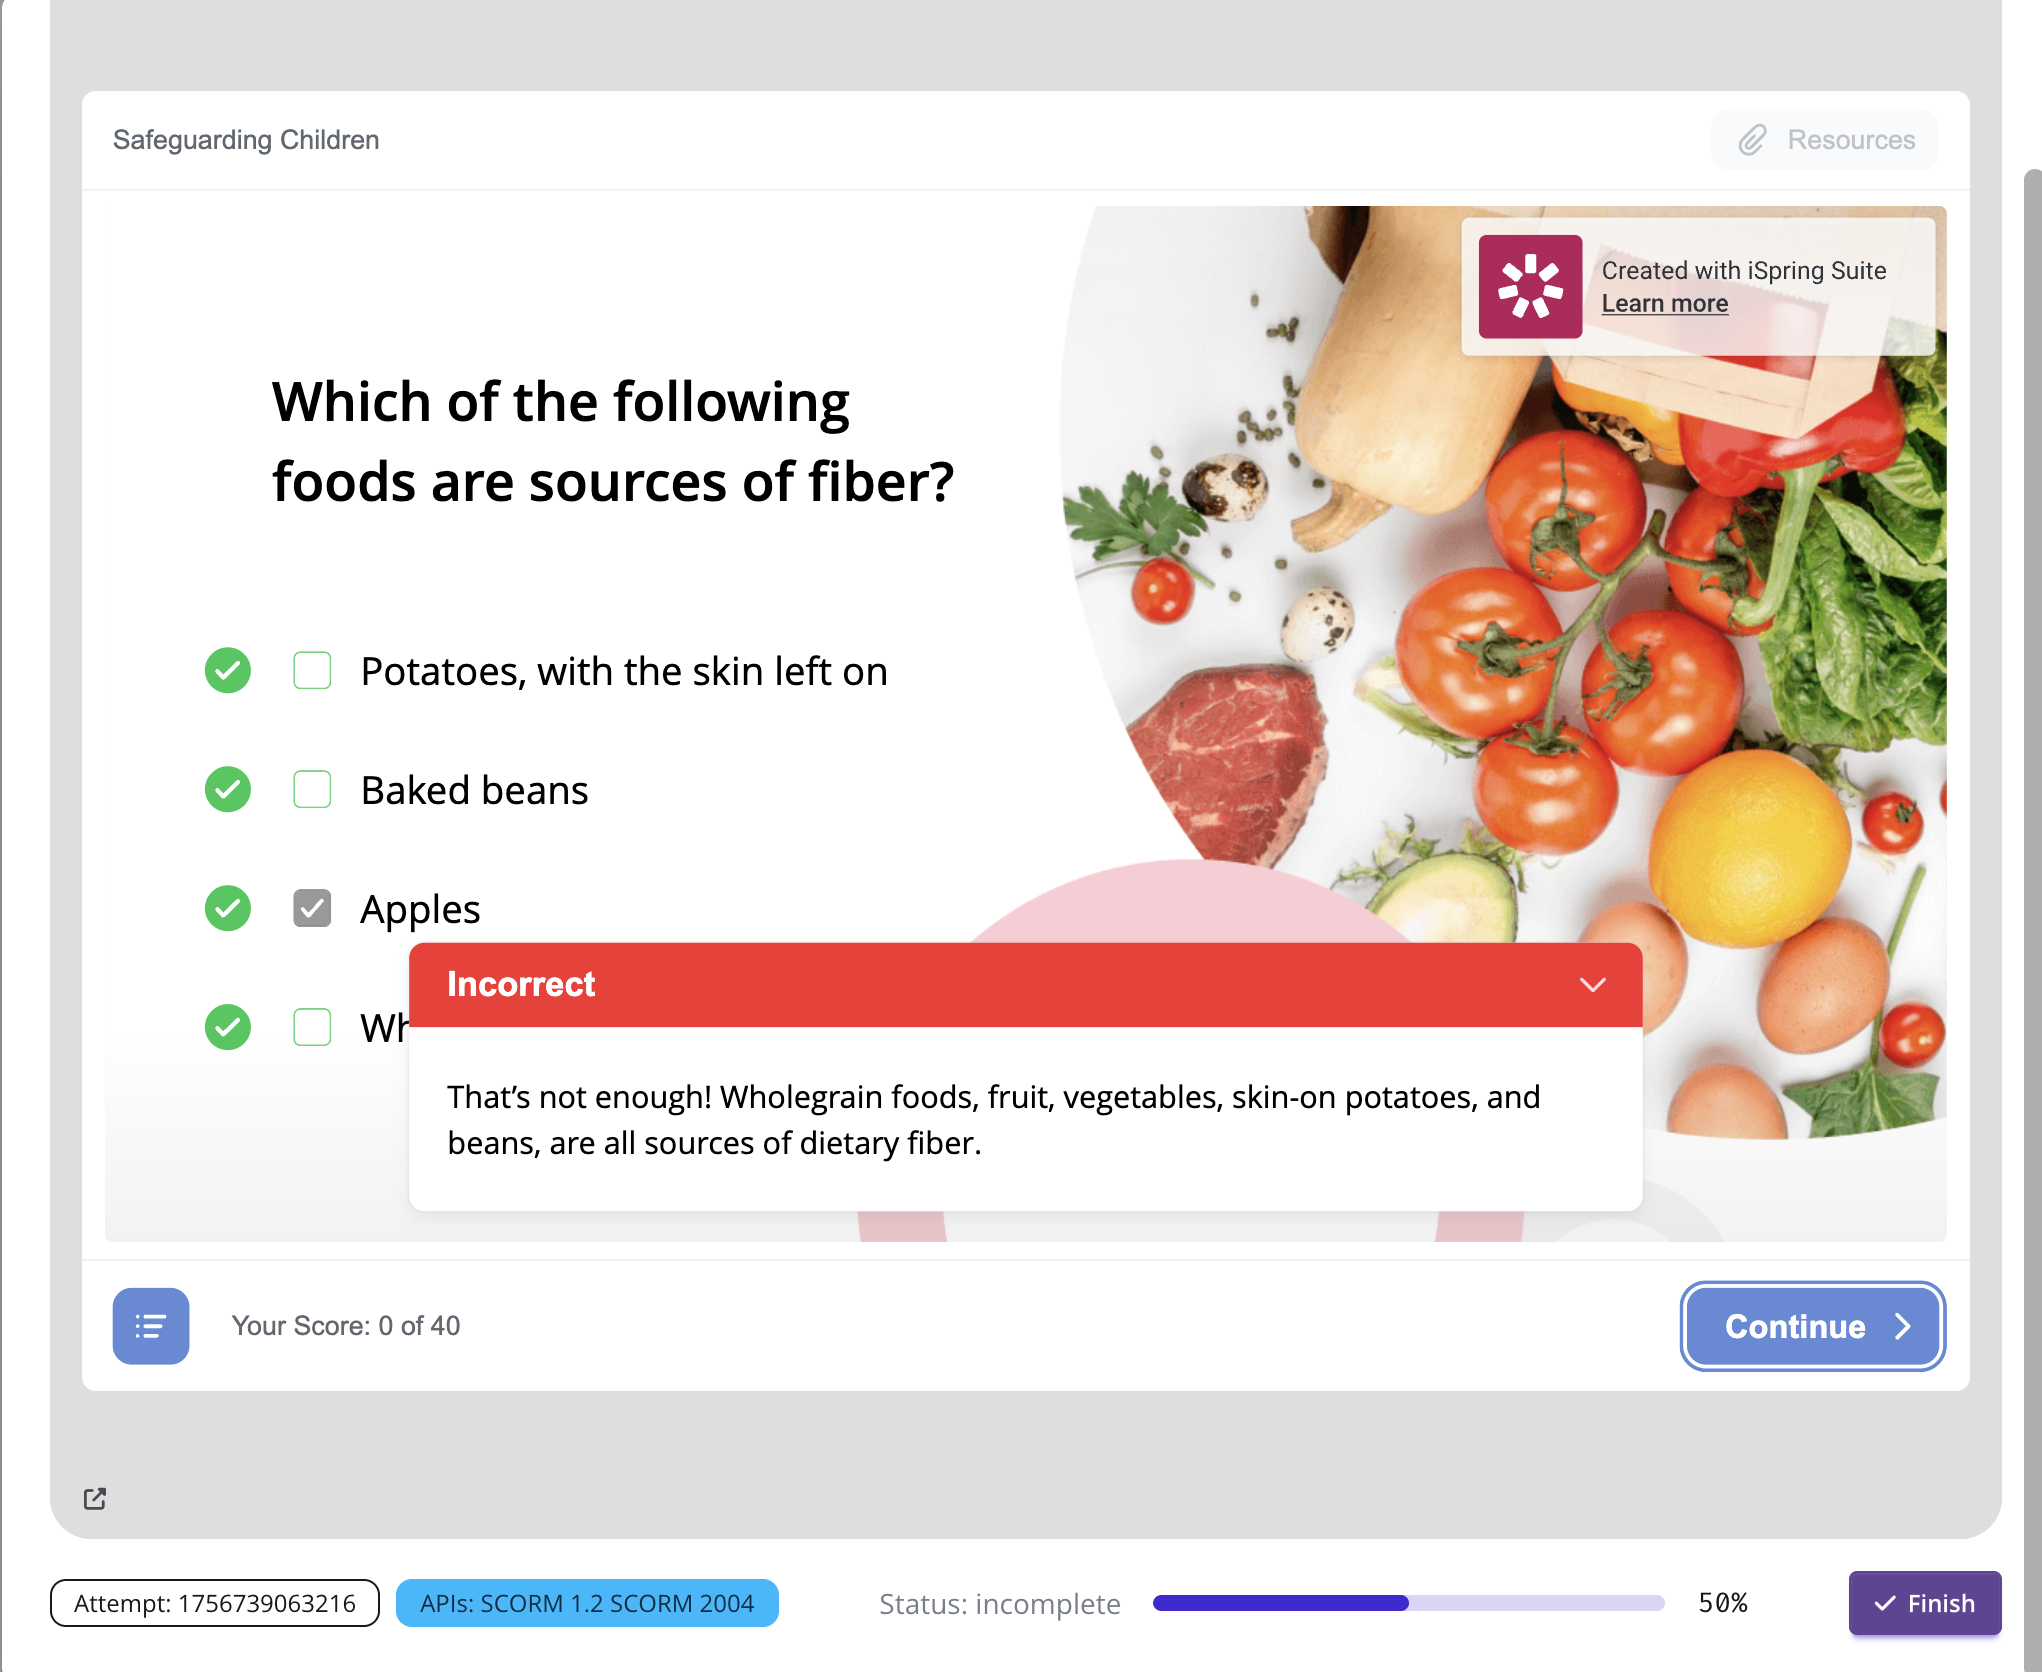 Safeguarding Children
Resources
Created with iSpring Suite
Learn more
Which of the following
foods are sources of fiber?
Potatoes, with the skin left on
Baked beans
Apples
Incorrect
That’s not enough! Wholegrain foods, fruit, vegetables, skin-on potatoes, and
beans, are all sources of dietary fiber.
Your Score: 0 of 40
Continue
Attempt: 1756739063216
APIs: SCORM 1.2 SCORM 2004
Status: incomplete
50%
Finish